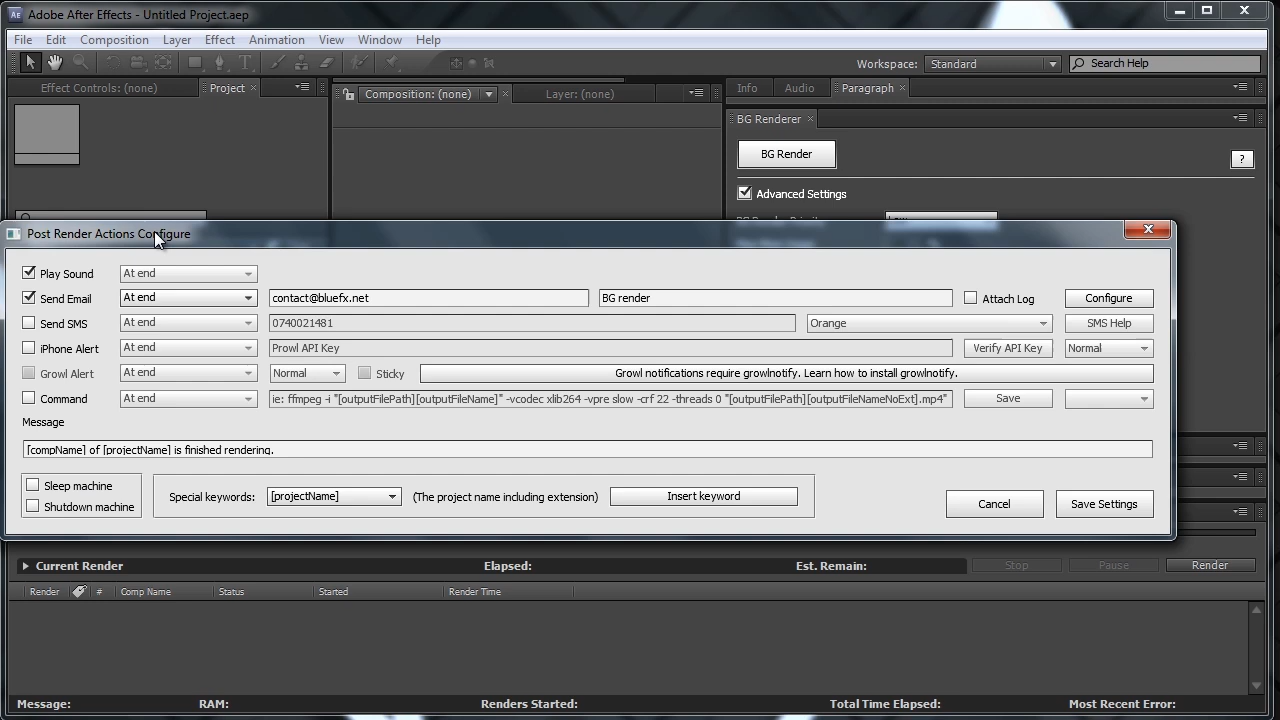 Adobe After Effects - Untitled Project.aep
File Edit Composition Layer Effect Animation View Window Help
Workspace: Standard Search Help
Effect Controls: (none) Project Composition: (none) Layer: (none) Info Audio Paragraph
BG Renderer
BG Render ?
Advanced Settings
Post Render Actions Configure
Play Sound At end
Send Email At end contact@bluefx.net BG render Attach Log Configure
Send SMS At end 0740021481 Orange SMS Help
iPhone Alert At end Prowl API Key Verify API Key Normal
Growl Alert At end Normal Sticky Growl notifications require growlnotify. Learn how to install growlnotify.
Command At end ie: ffmpeg -i "[outputFilePath][outputFileName]" -vcodec xlib264 -vpre slow -crf 22 -threads 0 "[outputFilePath][outputFileNameNoExt].mp4" Save
Message
[compName] of [projectName] is finished rendering.
Sleep machine
Shutdown machine
Special keywords: [projectName] (The project name including extension) Insert keyword
Cancel Save Settings
Current Render Elapsed: Est. Remain: Stop Pause Render
Render # Comp Name Status Started Render Time
Message: RAM: Renders Started: Total Time Elapsed: Most Recent Error: